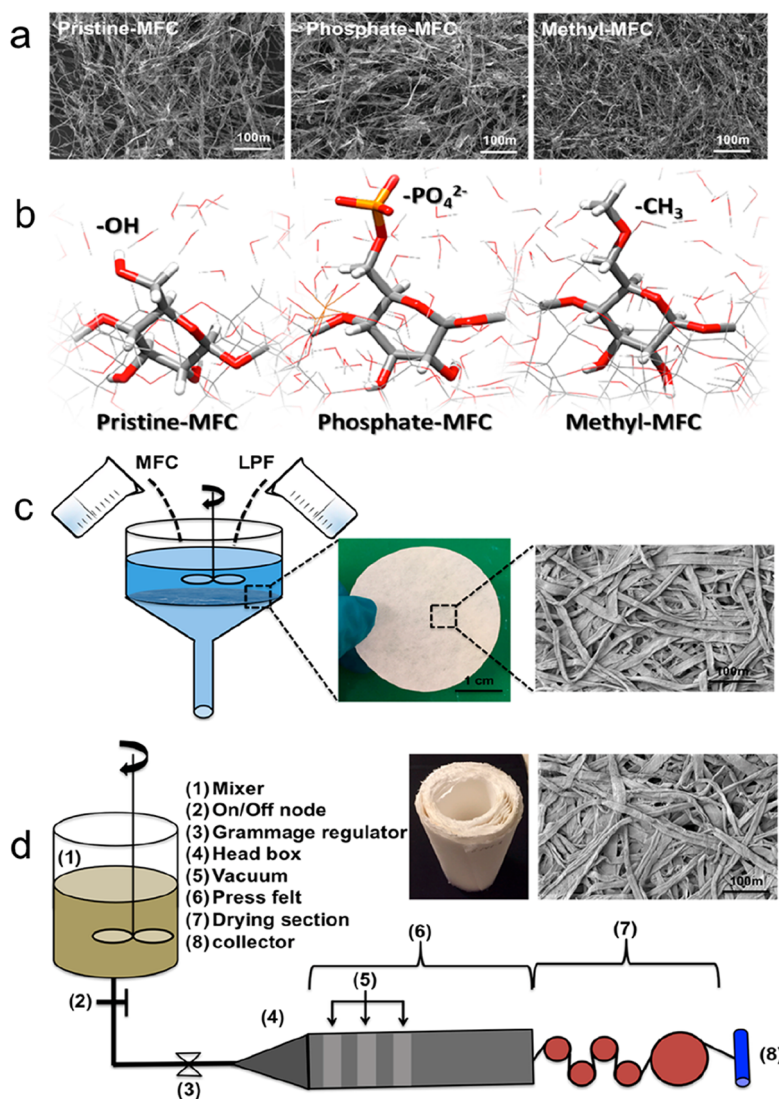 a
Pristine-MFC
Phosphate-MFC
Methyl-MFC
100m
100m
100m
b
-OH
-PO₄²⁻
-CH₃
Pristine-MFC
Phosphate-MFC
Methyl-MFC
c
MFC
LPF
1 cm
100m
d
(1) Mixer
(2) On/Off node
(3) Grammage regulator
(4) Head box
(5) Vacuum
(6) Press felt
(7) Drying section
(8) collector
100m
(1)
(2)
(3)
(4)
(5)
(6)
(7)
(8)